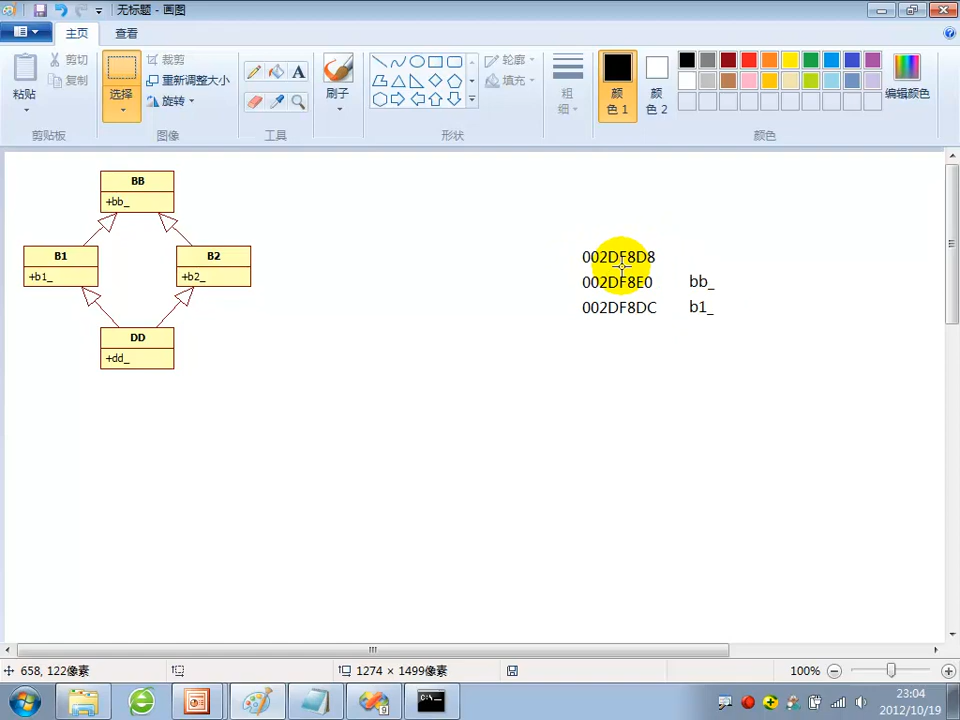 无标题 - 画图
主页
查看
粘贴
剪切
复制
剪贴板
选择
裁剪
重新调整大小
旋转
图像
A
工具
刷子
轮廓
填充
形状
粗
细
颜
色 1
颜
色 2
编辑颜色
颜色
BB
+bb_
B1
+b1_
B2
+b2_
DD
+dd_
002DF8D8
002DF8E0 bb_
002DF8DC b1_
658, 122像素
1274 × 1499像素
100%
C:\
9
23:04
2012/10/19